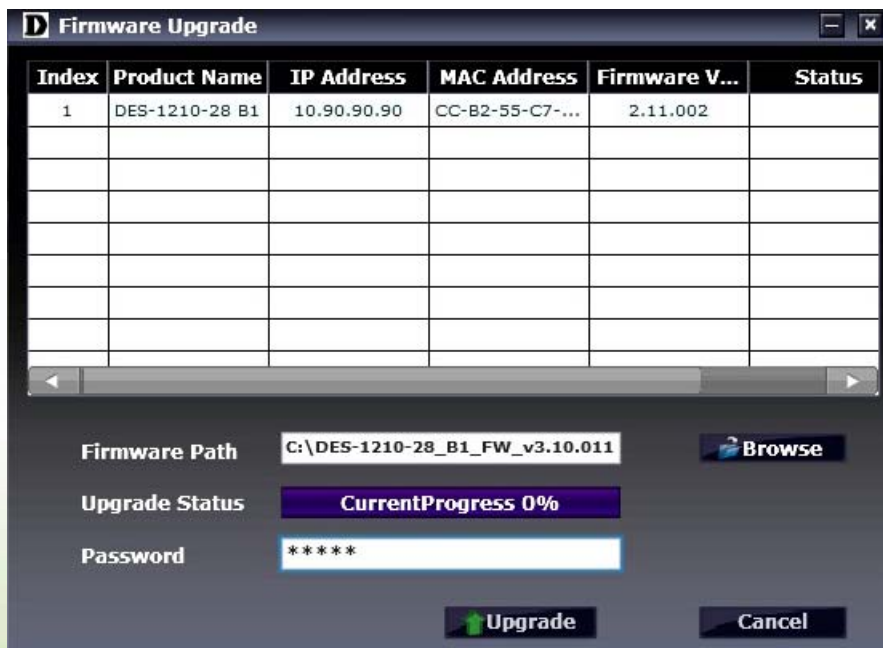 D Firmware Upgrade
Index Product Name IP Address MAC Address Firmware V... Status
1 DES-1210-28 B1 10.90.90.90 CC-B2-55-C7-... 2.11.002
Firmware Path C:\DES-1210-28_B1_FW_v3.10.011 Browse
Upgrade Status CurrentProgress 0%
Password *****
Upgrade Cancel